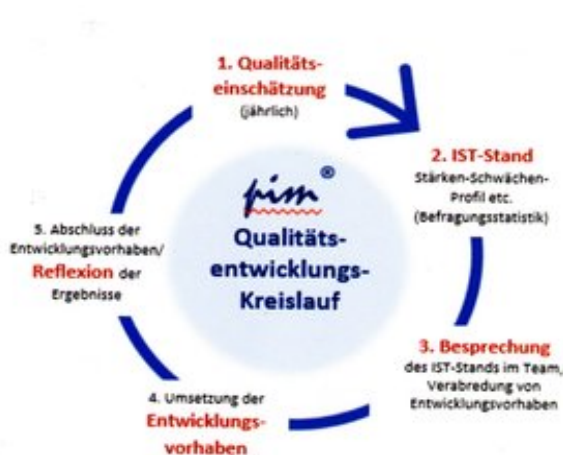 1. Qualitäts-
einschätzung
(jährlich)
2. IST-Stand
Stärken-Schwächen-
Profil etc.
(Befragungsstatistik)
3. Besprechung
des IST-Stands im Team,
Verabredung von
Entwicklungsvorhaben
4. Umsetzung der
Entwicklungs-
vorhaben
5. Abschluss der
Entwicklungsvorhaben/
Reflexion der
Ergebnisse
pim®
Qualitäts-
entwicklungs-
Kreislauf